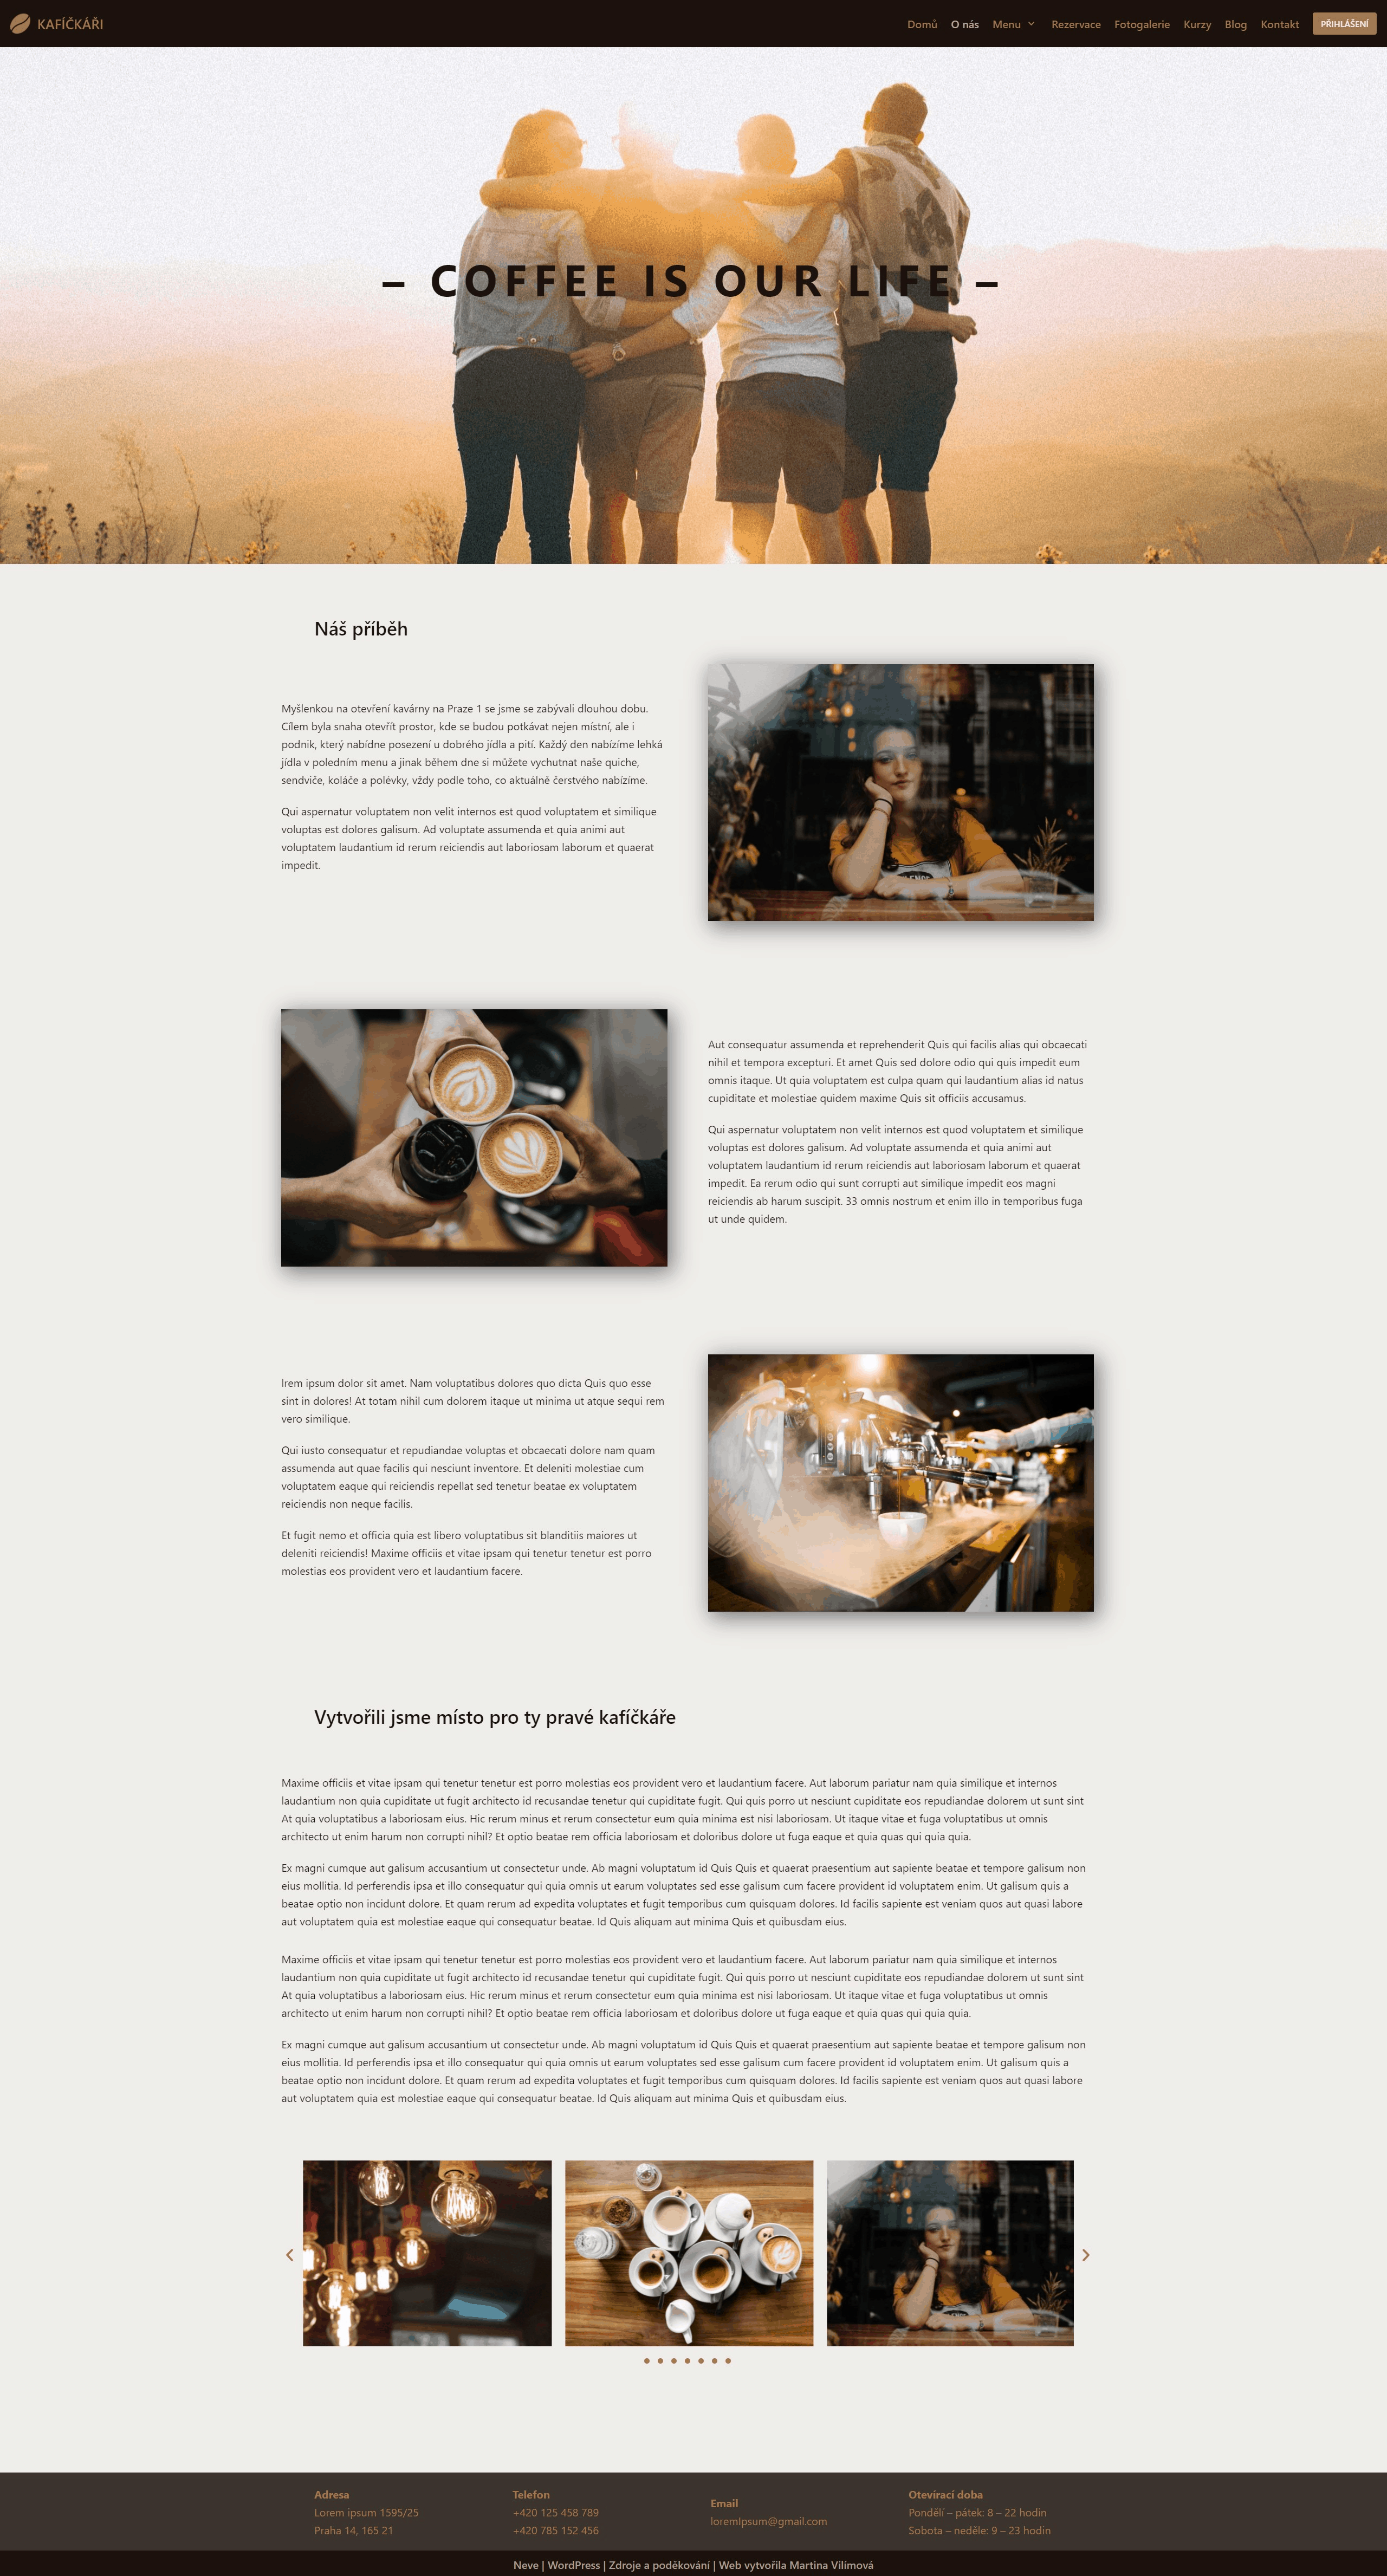 KAFÍČKÁŘI
Domů O nás Menu Rezervace Fotogalerie Kurzy Blog Kontakt PŘIHLÁŠENÍ
– COFFEE IS OUR LIFE –
Náš příběh
Myšlenkou na otevření kavárny na Praze 1 se jsme se zabývali dlouhou dobu.
Cílem byla snaha otevřít prostor, kde se budou potkávat nejen místní, ale i
podnik, který nabídne posezení u dobrého jídla a pití. Každý den nabízíme lehká
jídla v poledním menu a jinak během dne si můžete vychutnat naše quiche,
sendviče, koláče a polévky, vždy podle toho, co aktuálně čerstvého nabízíme.
Qui aspernatur voluptatem non velit internos est quod voluptatem et similique
voluptas est dolores galisum. Ad voluptate assumenda et quia animi aut
voluptatem laudantium id rerum reiciendis aut laboriosam laborum et quaerat
impedit.
Aut consequatur assumenda et reprehenderit Quis qui facilis alias qui obcaecati
nihil et tempora excepturi. Et amet Quis sed dolore odio qui quis impedit eum
omnis itaque. Ut quia voluptatem est culpa quam qui laudantium alias id natus
cupiditate et molestiae quidem maxime Quis sit officiis accusamus.
Qui aspernatur voluptatem non velit internos est quod voluptatem et similique
voluptas est dolores galisum. Ad voluptate assumenda et quia animi aut
voluptatem laudantium id rerum reiciendis aut laboriosam laborum et quaerat
impedit. Ea rerum odio qui sunt corrupti aut similique impedit eos magni
reiciendis ab harum suscipit. 33 omnis nostrum et enim illo in temporibus fuga
ut unde quidem.
lrem ipsum dolor sit amet. Nam voluptatibus dolores quo dicta Quis quo esse
sint in dolores! At totam nihil cum dolorem itaque ut minima ut atque sequi rem
vero similique.
Qui iusto consequatur et repudiandae voluptas et obcaecati dolore nam quam
assumenda aut quae facilis qui nesciunt inventore. Et deleniti molestiae cum
voluptatem eaque qui reiciendis repellat sed tenetur beatae ex voluptatem
reiciendis non neque facilis.
Et fugit nemo et officia quia est libero voluptatibus sit blanditiis maiores ut
deleniti reiciendis! Maxime officiis et vitae ipsam qui tenetur tenetur est porro
molestias eos provident vero et laudantium facere.
Vytvořili jsme místo pro ty pravé kafíčkáře
Maxime officiis et vitae ipsam qui tenetur tenetur est porro molestias eos provident vero et laudantium facere. Aut laborum pariatur nam quia similique et internos
laudantium non quia cupiditate ut fugit architecto id recusandae tenetur qui cupiditate fugit. Qui quis porro ut nesciunt cupiditate eos repudiandae dolorem ut sunt sint
At quia voluptatibus a laboriosam eius. Hic rerum minus et rerum consectetur eum quia minima est nisi laboriosam. Ut itaque vitae et fuga voluptatibus ut omnis
architecto ut enim harum non corrupti nihil? Et optio beatae rem officia laboriosam et doloribus dolore ut fuga eaque et quia quas qui quia quia.
Ex magni cumque aut galisum accusantium ut consectetur unde. Ab magni voluptatum id Quis Quis et quaerat praesentium aut sapiente beatae et tempore galisum non
eius mollitia. Id perferendis ipsa et illo consequatur qui quia omnis ut earum voluptates sed esse galisum cum facere provident id voluptatem enim. Ut galisum quis a
beatae optio non incidunt dolore. Et quam rerum ad expedita voluptates et fugit temporibus cum quisquam dolores. Id facilis sapiente est veniam quos aut quasi labore
aut voluptatem quia est molestiae eaque qui consequatur beatae. Id Quis aliquam aut minima Quis et quibusdam eius.
Maxime officiis et vitae ipsam qui tenetur tenetur est porro molestias eos provident vero et laudantium facere. Aut laborum pariatur nam quia similique et internos
laudantium non quia cupiditate ut fugit architecto id recusandae tenetur qui cupiditate fugit. Qui quis porro ut nesciunt cupiditate eos repudiandae dolorem ut sunt sint
At quia voluptatibus a laboriosam eius. Hic rerum minus et rerum consectetur eum quia minima est nisi laboriosam. Ut itaque vitae et fuga voluptatibus ut omnis
architecto ut enim harum non corrupti nihil? Et optio beatae rem officia laboriosam et doloribus dolore ut fuga eaque et quia quas qui quia quia.
Ex magni cumque aut galisum accusantium ut consectetur unde. Ab magni voluptatum id Quis Quis et quaerat praesentium aut sapiente beatae et tempore galisum non
eius mollitia. Id perferendis ipsa et illo consequatur qui quia omnis ut earum voluptates sed esse galisum cum facere provident id voluptatem enim. Ut galisum quis a
beatae optio non incidunt dolore. Et quam rerum ad expedita voluptates et fugit temporibus cum quisquam dolores. Id facilis sapiente est veniam quos aut quasi labore
aut voluptatem quia est molestiae eaque qui consequatur beatae. Id Quis aliquam aut minima Quis et quibusdam eius.
Adresa
Lorem ipsum 1595/25
Praha 14, 165 21
Telefon
+420 125 458 789
+420 785 152 456
Email
loremIpsum@gmail.com
Otevírací doba
Pondělí – pátek: 8 – 22 hodin
Sobota – neděle: 9 – 23 hodin
Neve | WordPress | Zdroje a poděkování | Web vytvořila Martina Vilímová